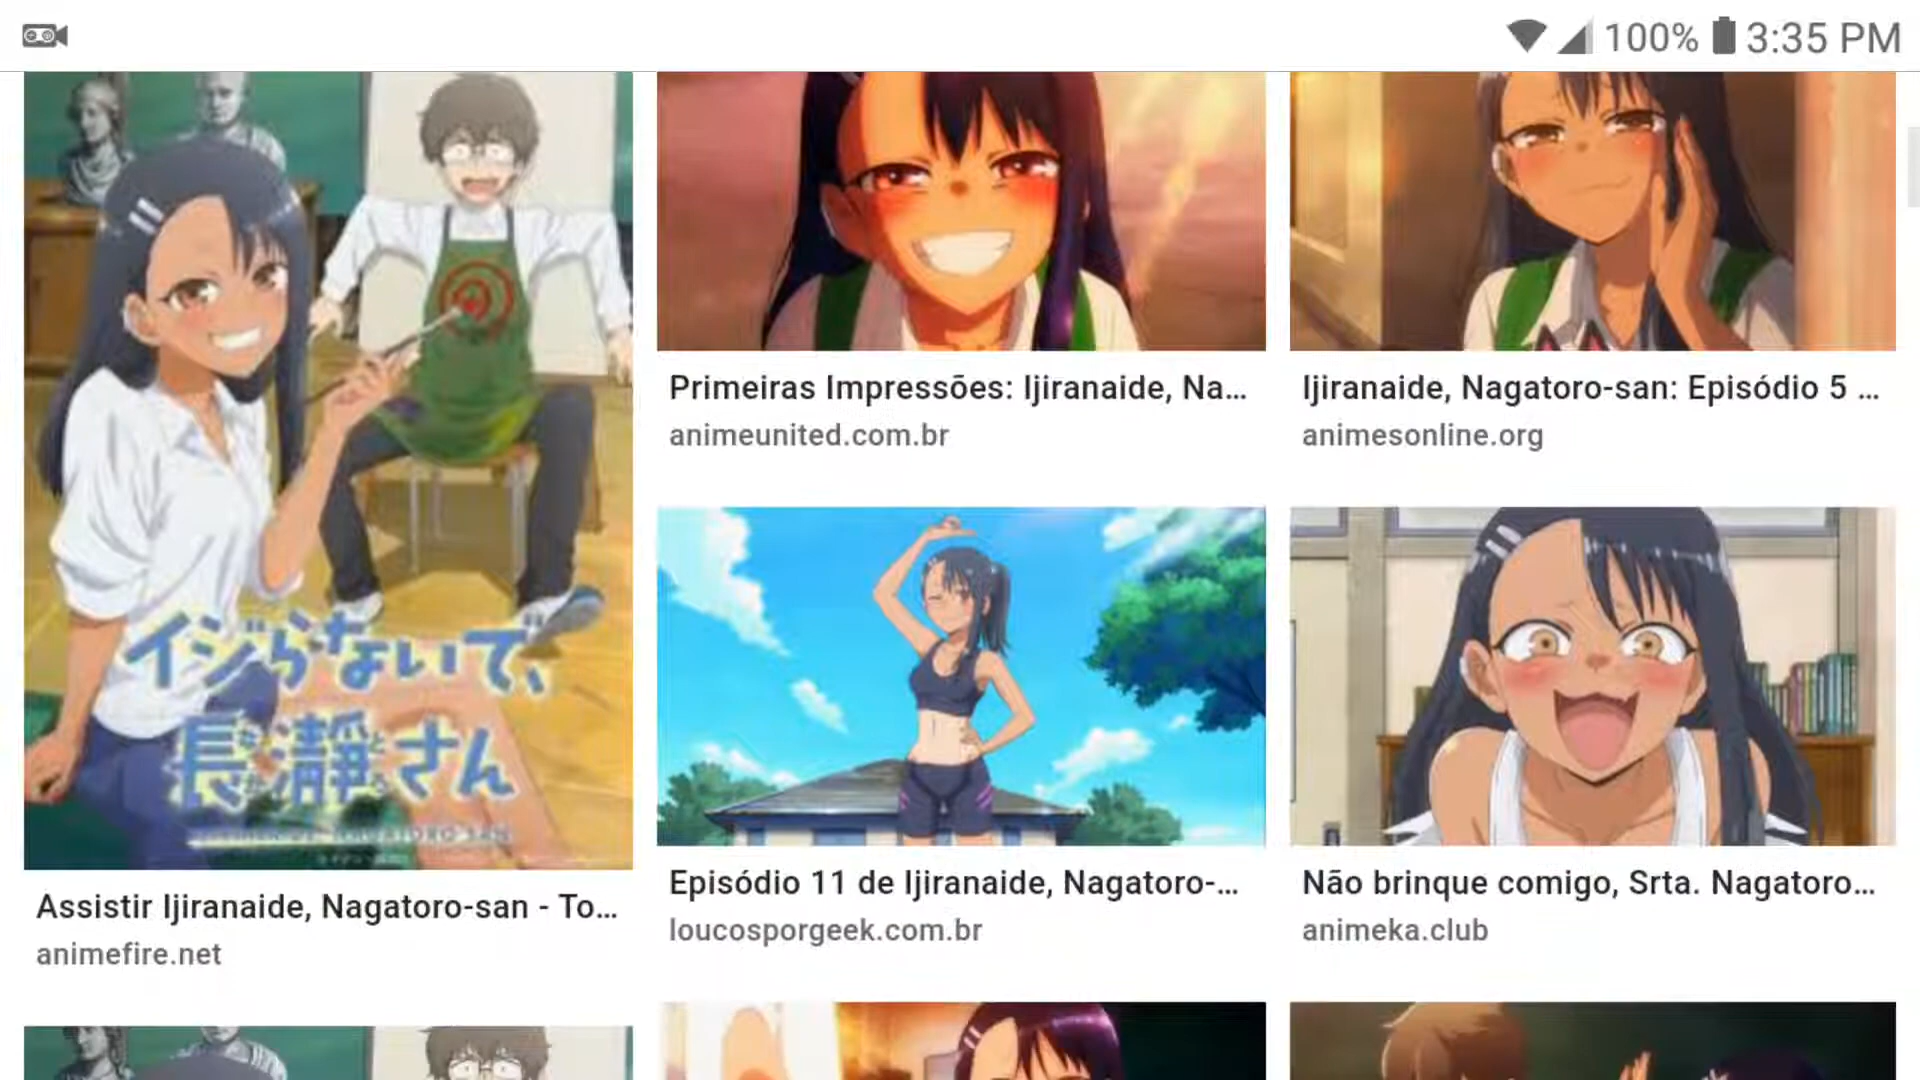 100% 3:35 PM
イジらないで、
長瀞さん
Primeiras Impressões: Ijiranaide, Na...
animeunited.com.br
Ijiranaide, Nagatoro-san: Episódio 5 ...
animesonline.org
Assistir Ijiranaide, Nagatoro-san - To...
animefire.net
Episódio 11 de Ijiranaide, Nagatoro-...
loucosporgeek.com.br
Não brinque comigo, Srta. Nagatoro...
animeka.club